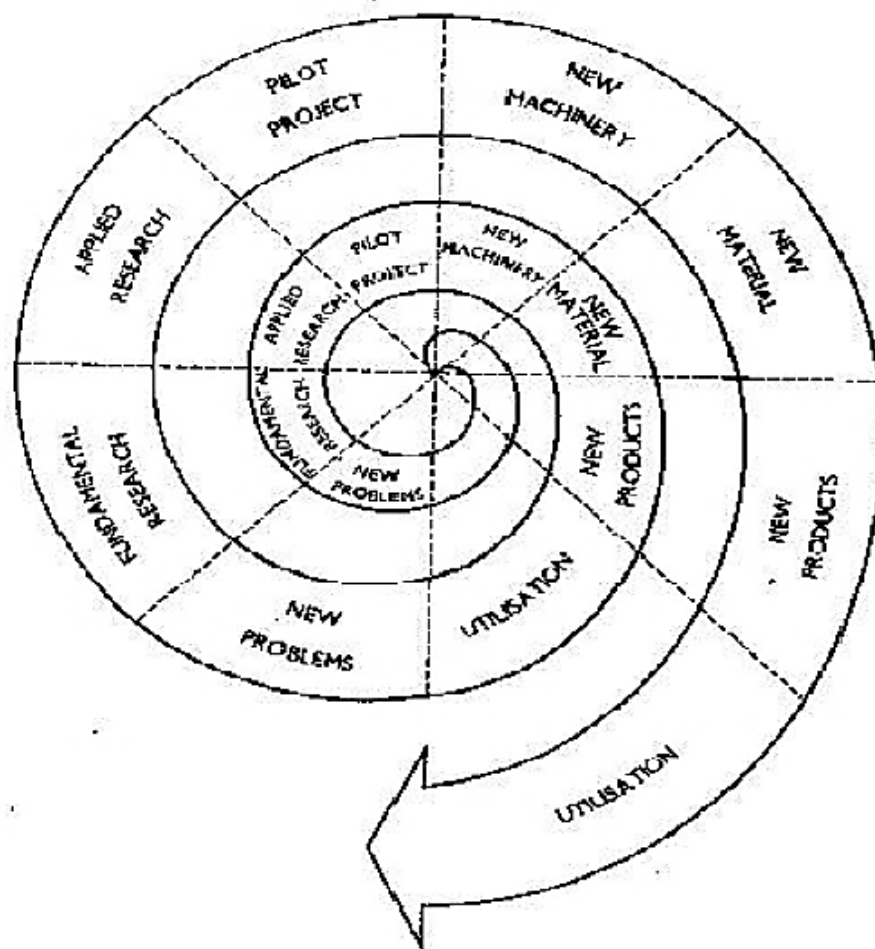 NEW
PROBLEMS
FUNDAMENTAL
RESEARCH
APPLIED
RESEARCH
PILOT
PROJECT
NEW
MACHINERY
NEW
MATERIAL
NEW
PRODUCTS
UTILISATION
NEW
PROBLEMS
FUNDAMENTAL
RESEARCH
APPLIED
RESEARCH
PILOT
PROJECT
NEW
MACHINERY
NEW
MATERIAL
NEW
PRODUCTS
UTILISATION